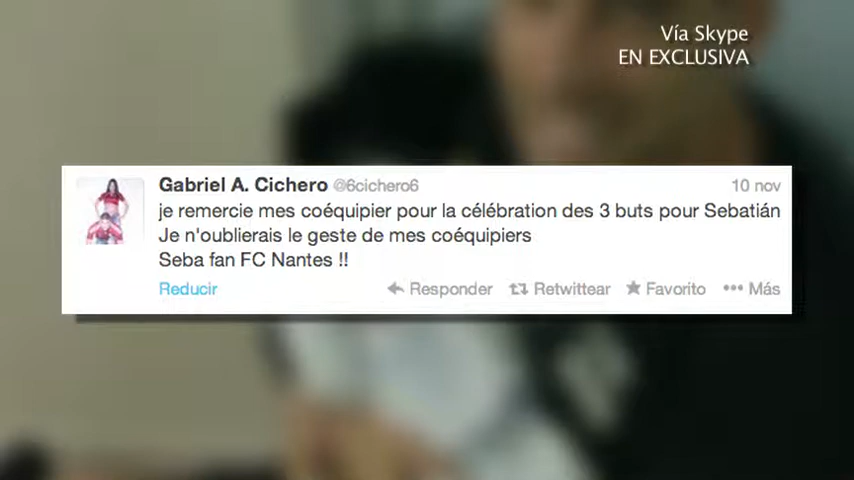 Vía Skype
EN EXCLUSIVA
Gabriel A. Cichero @6cichero6 10 nov
je remercie mes coéquipier pour la célébration des 3 buts pour Sebatián
Je n'oublierais le geste de mes coéquipiers
Seba fan FC Nantes !!
Reducir Responder Retwittear Favorito Más